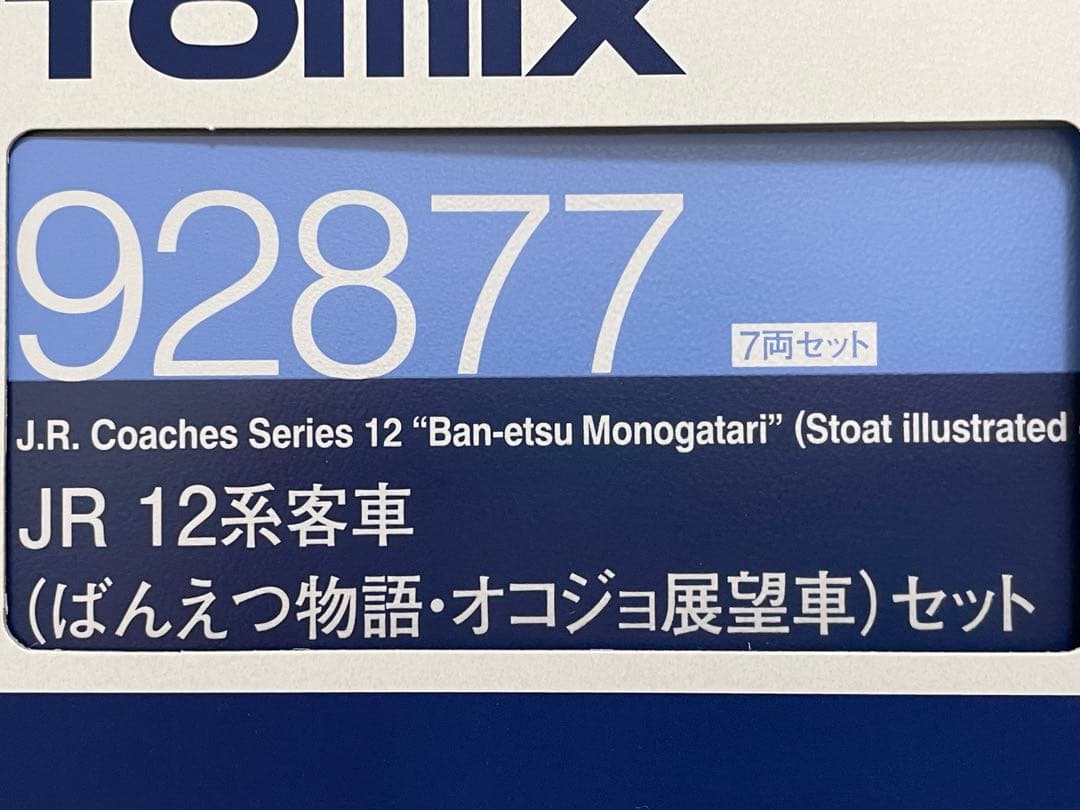 TOMIX
92877
7両セット
J.R. Coaches Series 12 “Ban-etsu Monogatari” (Stoat illustrated
JR 12系客車
(ばんえつ物語・オコジョ展望車)セット